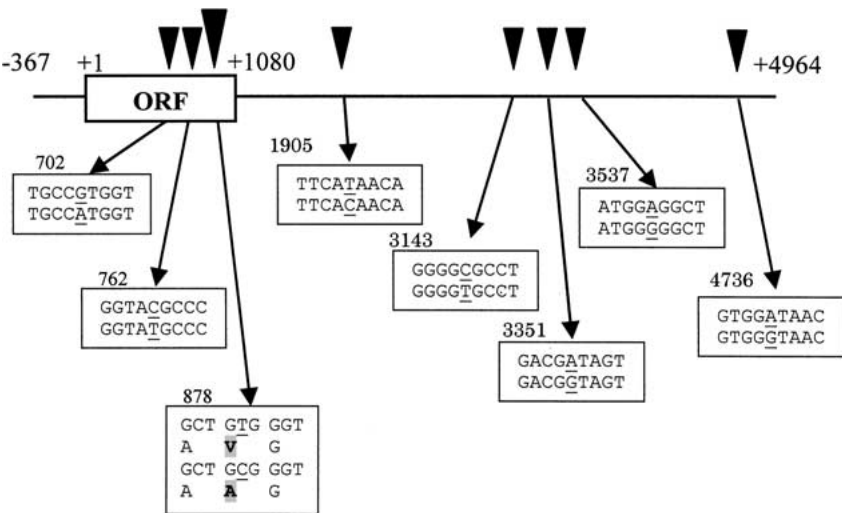 -367 +1 +1080 +4964
ORF
702
TGCCGTGGT
TGCCATGGT
762
GGTACGCCC
GGTATGCCC
878
GCT GTG GGT
A V G
GCT GCG GGT
A A G
1905
TTCATAACA
TTCACAACA
3143
GGGGCGCCT
GGGGTGCCT
3351
GACGATAGT
GACGGTAGT
3537
ATGGAGGCT
ATGGGGGCT
4736
GTGGATAAC
GTGGGTAAC